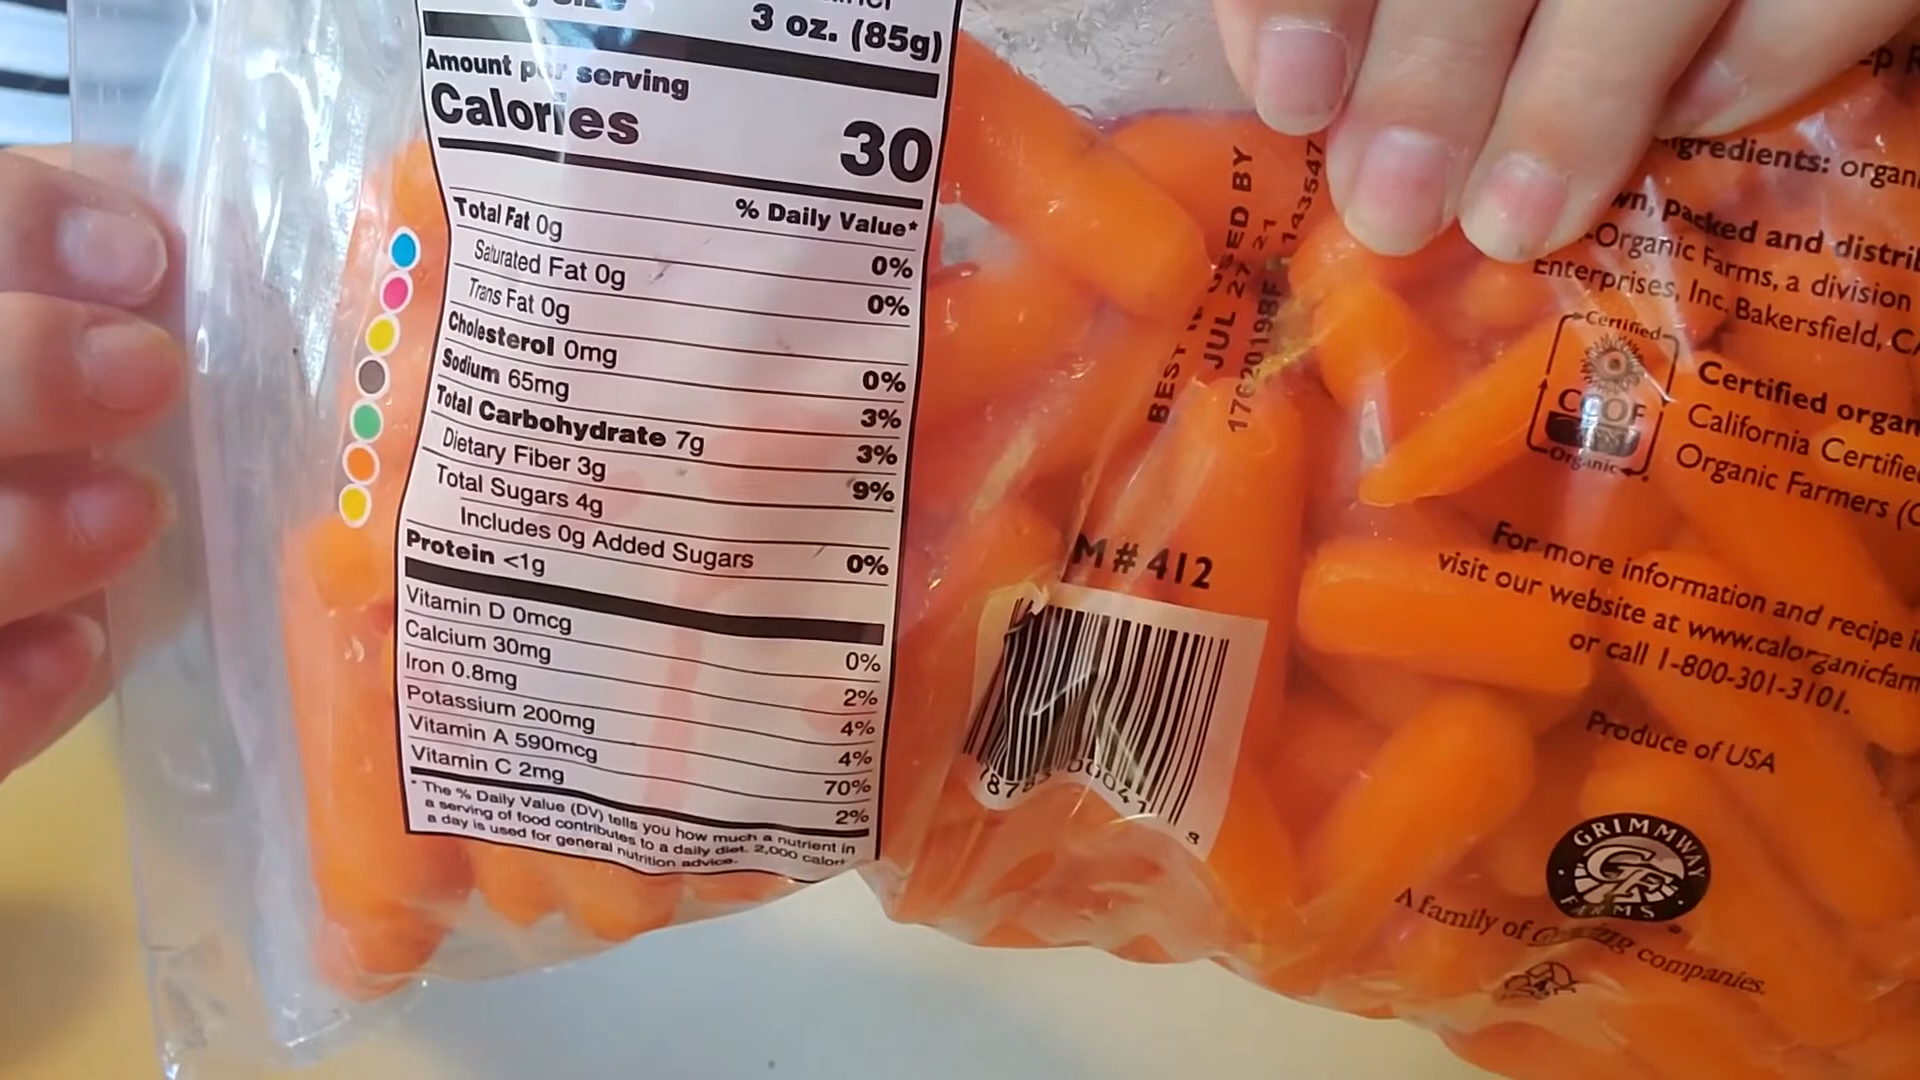 3 oz. (85g)
Amount per serving
Calories 30
% Daily Value*
Total Fat 0g 0%
Saturated Fat 0g 0%
Trans Fat 0g
Cholesterol 0mg 0%
Sodium 65mg 3%
Total Carbohydrate 7g 3%
Dietary Fiber 3g 9%
Total Sugars 4g
Includes 0g Added Sugars 0%
Protein <1g
Vitamin D 0mcg 0%
Calcium 30mg 2%
Iron 0.8mg 4%
Potassium 200mg 4%
Vitamin A 590mcg 70%
Vitamin C 2mg 2%
* The % Daily Value (DV) tells you how much a nutrient in
a serving of food contributes to a daily diet. 2,000 calori
a day is used for general nutrition advice.
BEST BY
JUL 27 21
M # 412
ngredients: organ
wn, packed and distrib
-Organic Farms, a division
Enterprises, Inc. Bakersfield, CA
Certified
CCOF
Organic
Certified organ
California Certified
Organic Farmers (C
For more information and recipe i
visit our website at www.calorganicfarm
or call 1-800-301-3101.
Produce of USA
GRIMMWAY
FARMS
A family of Growing companies.
4